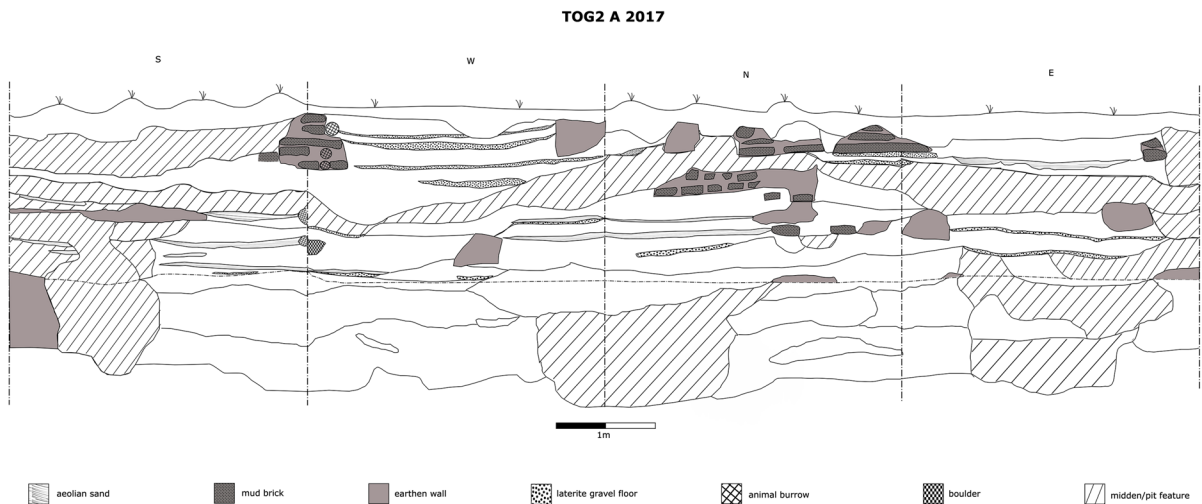 TOG2 A 2017
S
W
N
E
1m
aeolian sand
mud brick
earthen wall
laterite gravel floor
animal burrow
boulder
midden/pit feature